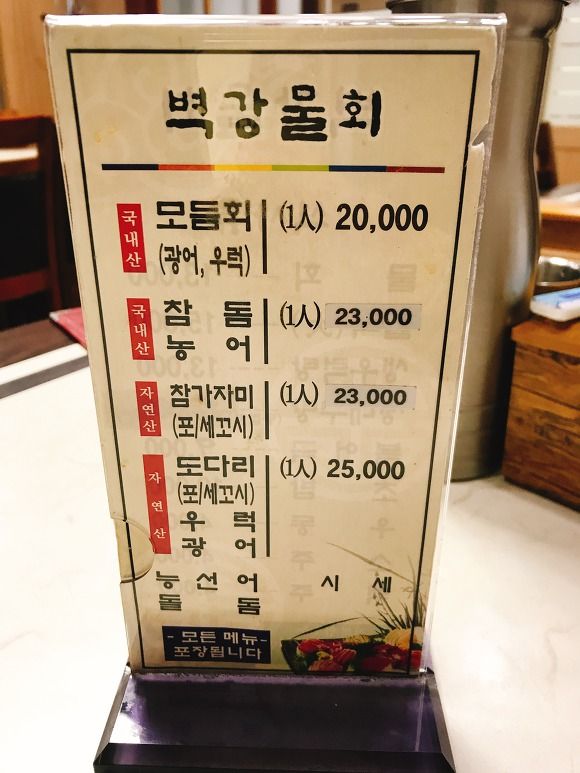 벽강물회
국내산 모듬회 (1人) 20,000
(광어, 우럭)
국내산 참돔 (1人) 23,000
농어
자연산 참가자미 (1人) 23,000
(포/세꼬시)
자연산 도다리 (1人) 25,000
(포/세꼬시)
우럭
광어
능선어 시세
돌돔
- 모든 메뉴 -
포장됩니다